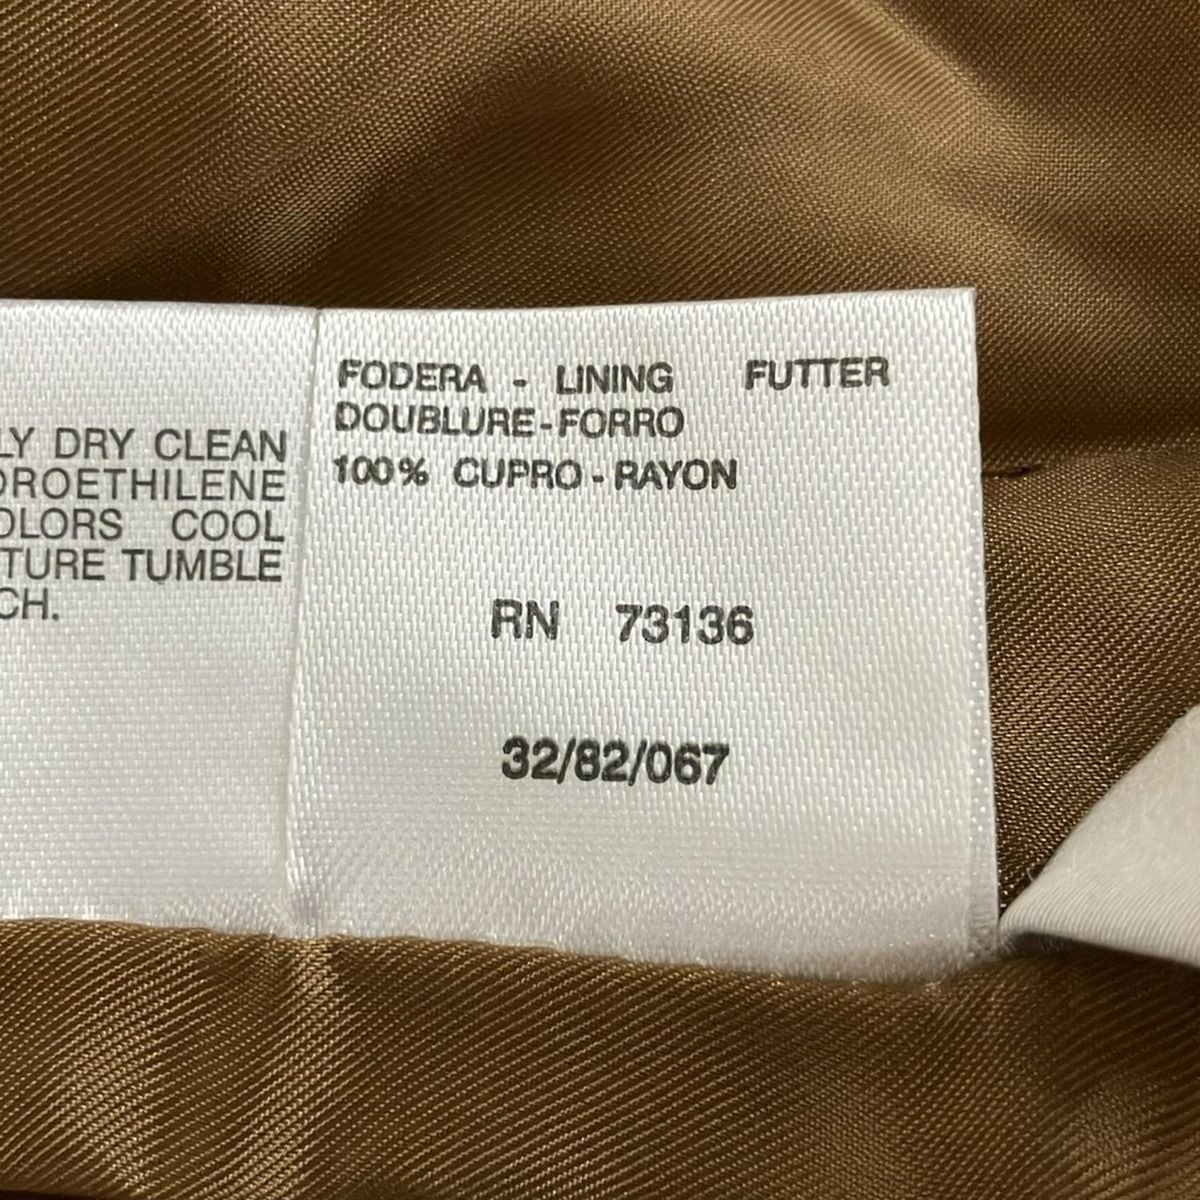 LY DRY CLEAN
OROETHILENE
OLORS COOL
TURE TUMBLE
CH.
FODERA - LINING FUTTER
DOUBLURE-FORRO
100% CUPRO-RAYON
RN 73136
32/82/067